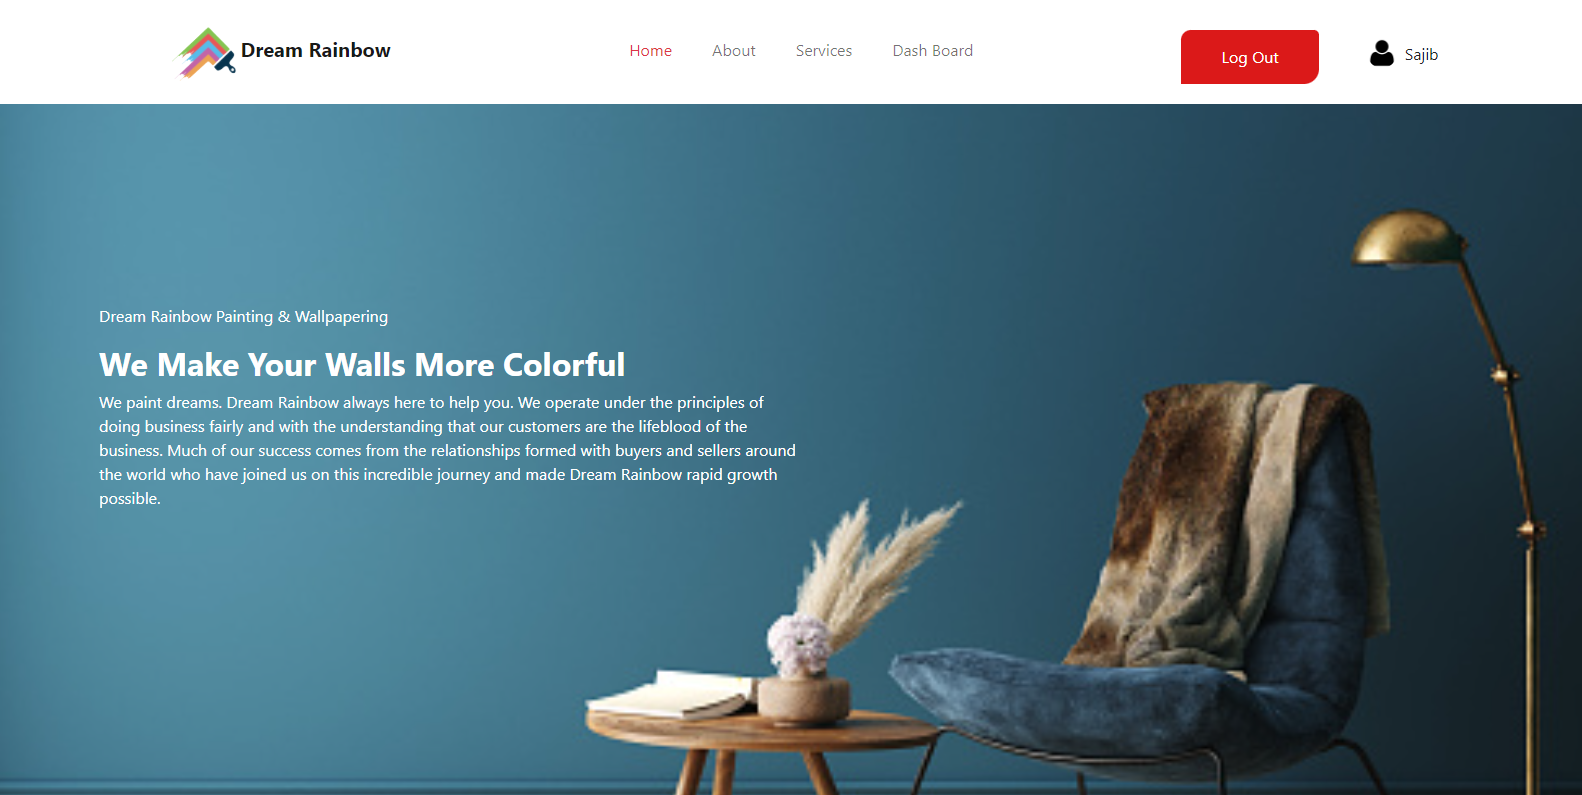 Dream Rainbow
Home
About
Services
Dash Board
Log Out
Sajib
Dream Rainbow Painting & Wallpapering
We Make Your Walls More Colorful
We paint dreams. Dream Rainbow always here to help you. We operate under the principles of
doing business fairly and with the understanding that our customers are the lifeblood of the
business. Much of our success comes from the relationships formed with buyers and sellers around
the world who have joined us on this incredible journey and made Dream Rainbow rapid growth
possible.